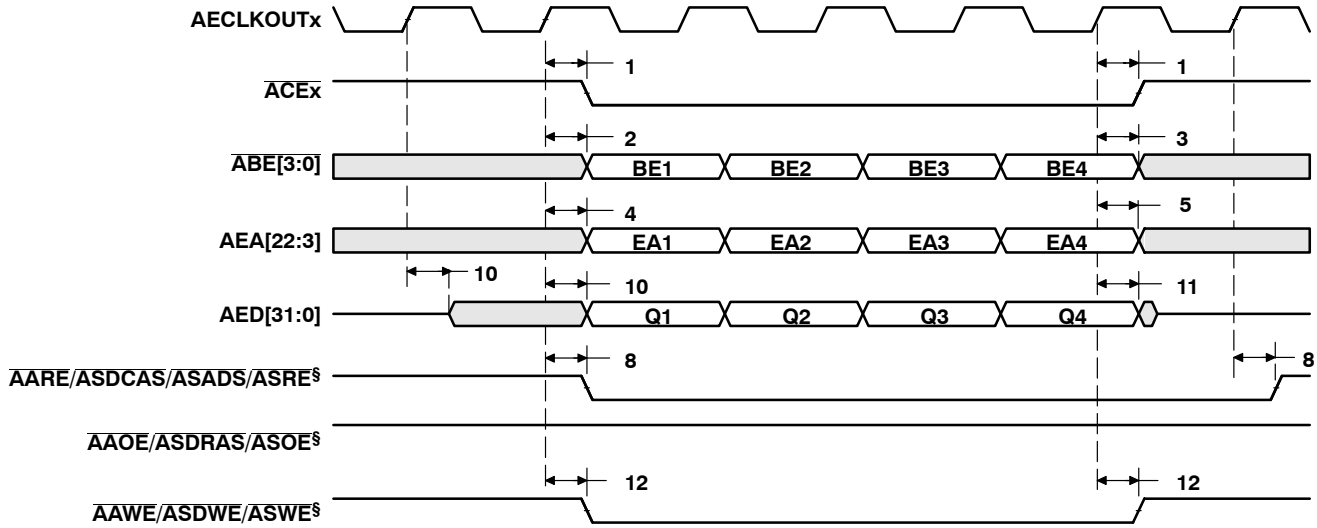 AECLKOUTx
1 1
ACEx
2 3
ABE[3:0] BE1 BE2 BE3 BE4
4 5
AEA[22:3] EA1 EA2 EA3 EA4
10 10 11
AED[31:0] Q1 Q2 Q3 Q4
8 8
AARE/ASDCAS/ASADS/ASRE§
AAOE/ASDRAS/ASOE§
12 12
AAWE/ASDWE/ASWE§